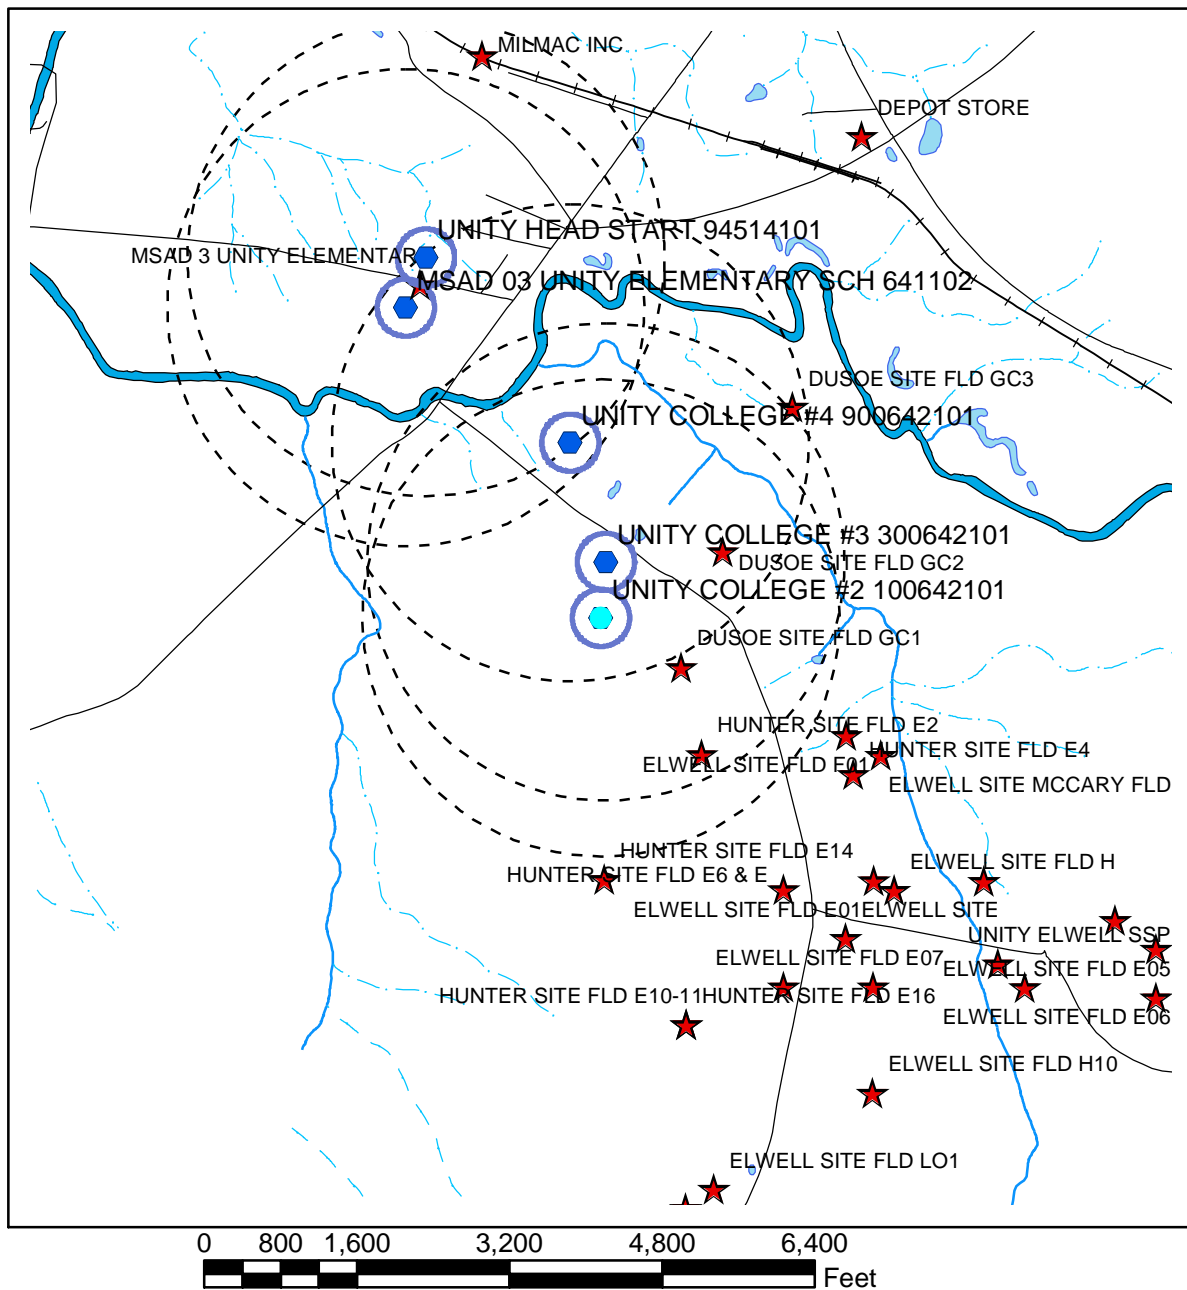 MILMAC INC
DEPOT STORE
UNITY HEAD START 94514101
MSAD 3 UNITY ELEMENTAR
MSAD 03 UNITY ELEMENTARY SCH 641102
DUSOE SITE FLD GC3
UNITY COLLEGE #4 900642101
UNITY COLLEGE #3 300642101
DUSOE SITE FLD GC2
UNITY COLLEGE #2 100642101
DUSOE SITE FLD GC1
HUNTER SITE FLD E2
HUNTER SITE FLD E4
ELWELL SITE FLD E01
ELWELL SITE MCCARY FLD
HUNTER SITE FLD E14
ELWELL SITE FLD H
HUNTER SITE FLD E6 & E
ELWELL SITE FLD E01
ELWELL SITE
UNITY ELWELL SSP
ELWELL SITE FLD E07
ELWELL SITE FLD E05
HUNTER SITE FLD E10-11
HUNTER SITE FLD E16
ELWELL SITE FLD E06
ELWELL SITE FLD H10
ELWELL SITE FLD LO1
0 800 1,600 3,200 4,800 6,400
Feet